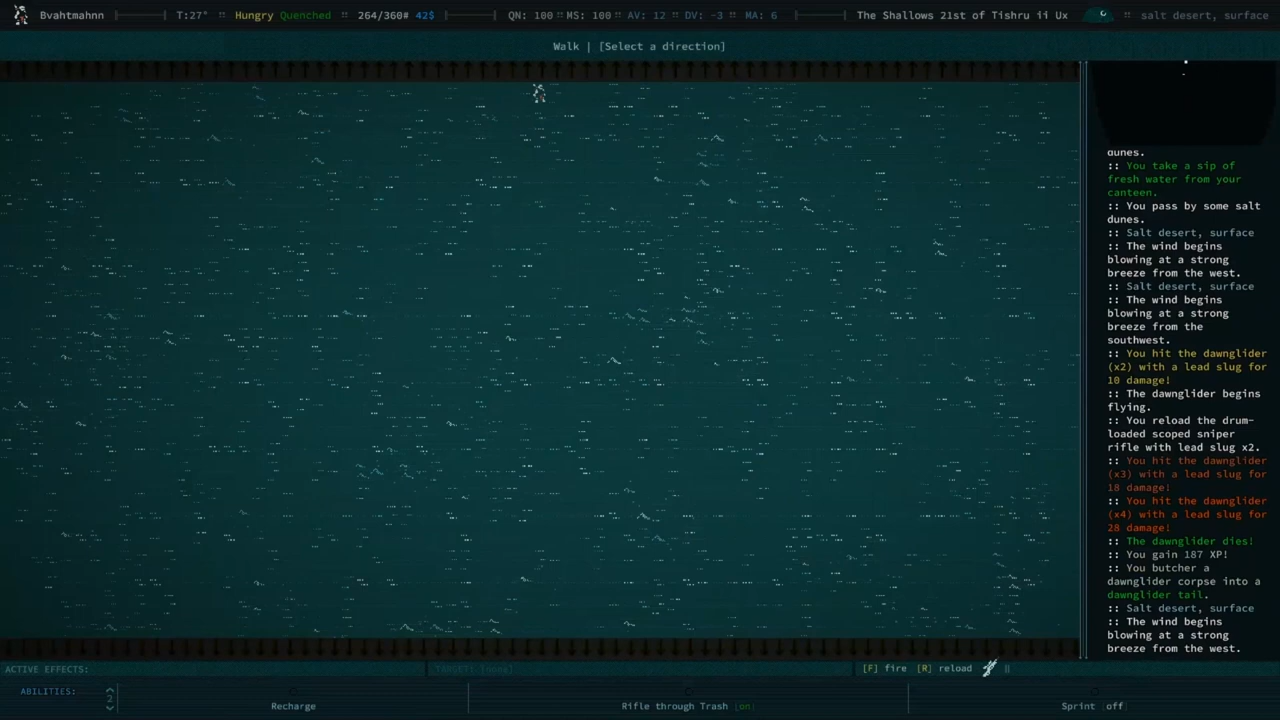 Bvahtmahnn T:27° :: Hungry Quenched :: 264/360# 42$ QN: 100 :: MS: 100 :: AV: 12 :: DV: -3 :: MA: 6 The Shallows 21st of Tishru ii Ux :: salt desert, surface
Walk | [Select a direction]
dunes.
:: You take a sip of
fresh water from your
canteen.
:: You pass by some salt
dunes.
:: Salt desert, surface
:: The wind begins
blowing at a strong
breeze from the west.
:: Salt desert, surface
:: The wind begins
blowing at a strong
breeze from the
southwest.
:: You hit the dawnglider
(x2) with a lead slug for
10 damage!
:: The dawnglider begins
flying.
:: You reload the drum-
loaded scoped sniper
rifle with lead slug x2.
:: You hit the dawnglider
(x3) with a lead slug for
18 damage!
:: You hit the dawnglider
(x4) with a lead slug for
28 damage!
:: The dawnglider dies!
:: You gain 187 XP!
:: You butcher a
dawnglider corpse into a
dawnglider tail.
:: Salt desert, surface
:: The wind begins
blowing at a strong
breeze from the west.
ACTIVE EFFECTS: TARGET: [none] [F] fire [R] reload
ABILITIES: 2 Recharge Rifle through Trash [on] Sprint [off]